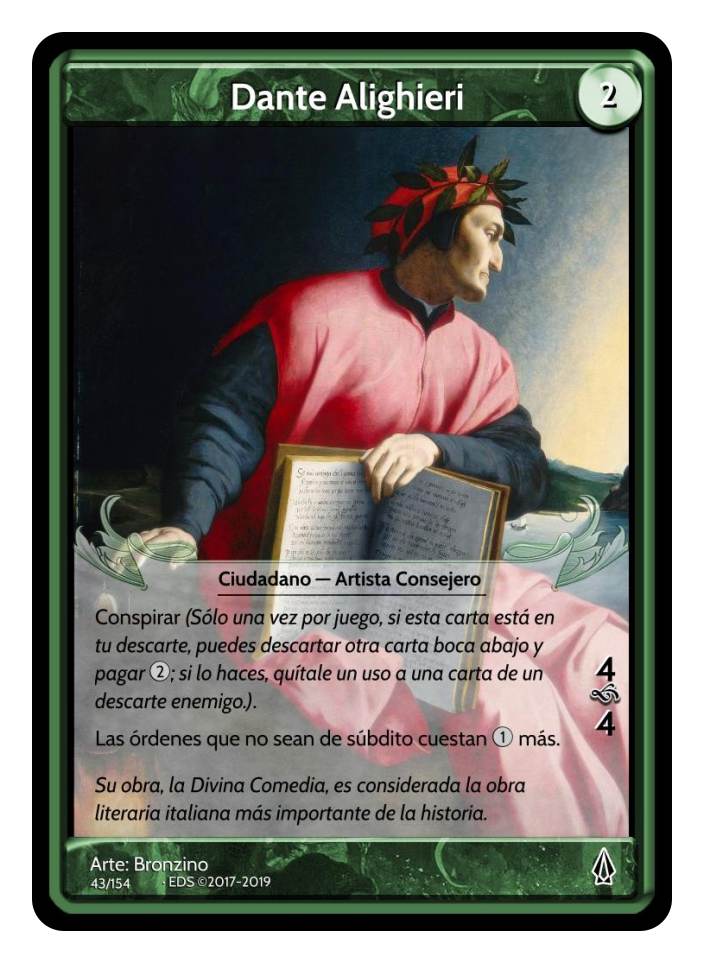 Dante Alighieri
2
Ciudadano — Artista Consejero
Conspirar (Sólo una vez por juego, si esta carta está en
tu descarte, puedes descartar otra carta boca abajo y
pagar 2; si lo haces, quítale un uso a una carta de un
descarte enemigo.).
Las órdenes que no sean de súbdito cuestan 1 más.
4
4
Su obra, la Divina Comedia, es considerada la obra
literaria italiana más importante de la historia.
Arte: Bronzino
43/154 · EDS ©2017-2019